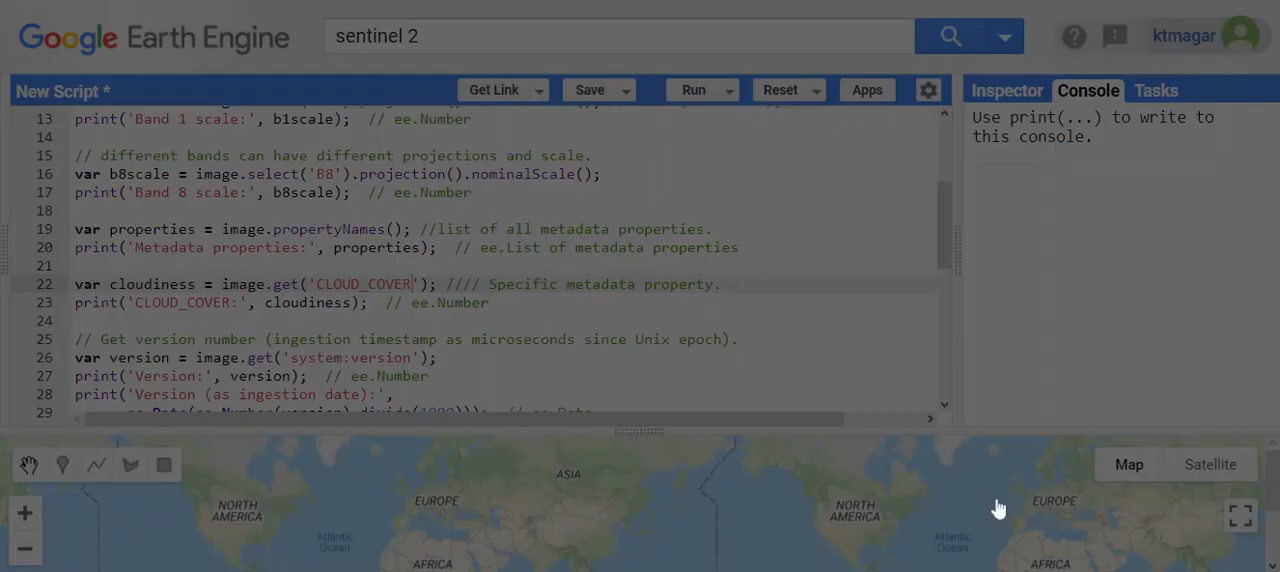 Google Earth Engine
sentinel 2
ktmagar
New Script *
Get Link
Save
Run
Reset
Apps
Inspector
Console
Tasks
13 print('Band 1 scale:', b1scale); // ee.Number
14
15 // different bands can have different projections and scale.
16 var b8scale = image.select('B8').projection().nominalScale();
17 print('Band 8 scale:', b8scale); // ee.Number
18
19 var properties = image.propertyNames(); //list of all metadata properties.
20 print('Metadata properties:', properties); // ee.List of metadata properties
21
22 var cloudiness = image.get('CLOUD_COVER'); //// Specific metadata property.
23 print('CLOUD_COVER:', cloudiness); // ee.Number
24
25 // Get version number (ingestion timestamp as microseconds since Unix epoch).
26 var version = image.get('system:version');
27 print('Version:', version); // ee.Number
28 print('Version (as ingestion date):',
29
Use print(...) to write to
this console.
Map
Satellite
NORTH
AMERICA
EUROPE
ASIA
NORTH
AMERICA
EUROPE
ASIA
Atlantic
Ocean
AFRICA
Atlantic
Ocean
AFRICA